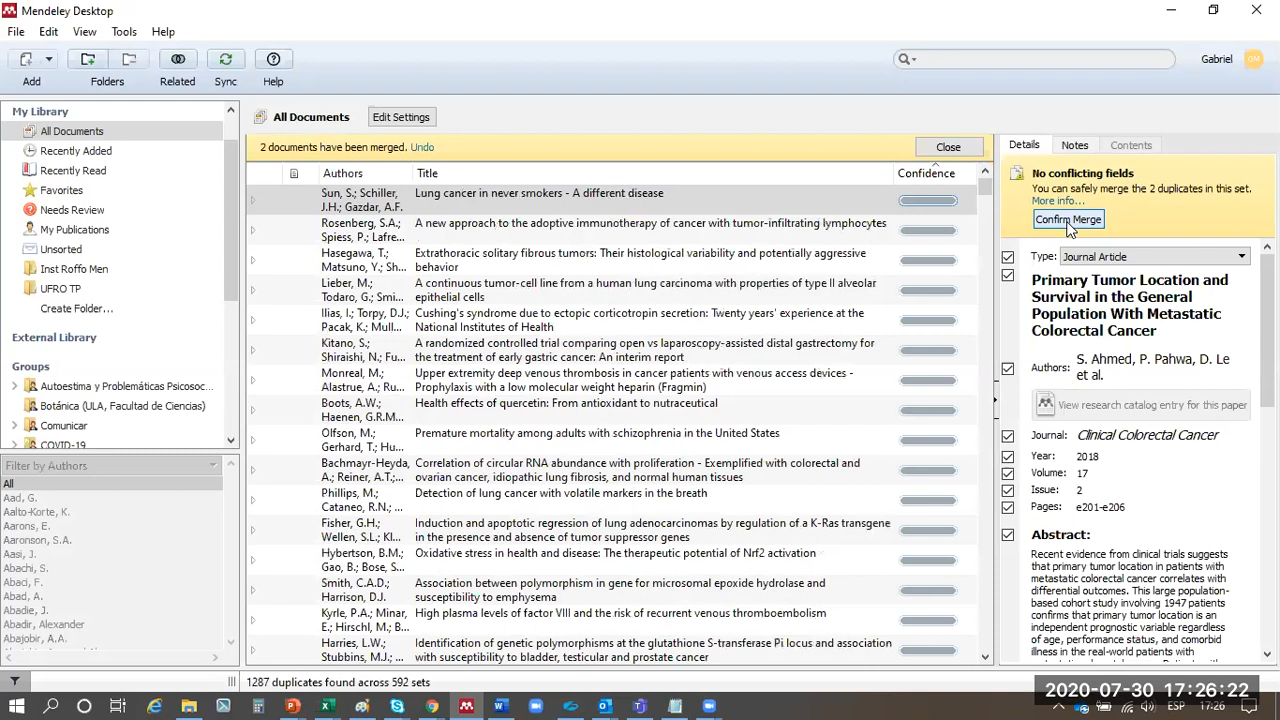 Mendeley Desktop
File Edit View Tools Help
Add Folders Related Sync Help
Gabriel GM
My Library
All Documents
Recently Added
Recently Read
Favorites
Needs Review
My Publications
Unsorted
Inst Roffo Men
UFRO TP
Create Folder...
External Library
Groups
Autoestima y Problemáticas Psicosoc...
Botánica (ULA, Facultad de Ciencias)
Comunicar
COVID-19
Filter by Authors
All
Aad, G.
Aalto-Korte, K.
Aarons, E.
Aaronson, S.A.
Aasi, J.
Abachi, S.
Abaci, F.
Abad, A.
Abadie, J.
Abadir, Alexander
Abajobir, A.A.
All Documents Edit Settings
2 documents have been merged. Undo Close
Authors Title Confidence
Sun, S.; Schiller, Lung cancer in never smokers - A different disease
J.H.; Gazdar, A.F.
Rosenberg, S.A.; A new approach to the adoptive immunotherapy of cancer with tumor-infiltrating lymphocytes
Spiess, P.; Lafre...
Hasegawa, T.; Extrathoracic solitary fibrous tumors: Their histological variability and potentially aggressive
Matsuno, Y.; Sh... behavior
Lieber, M.; A continuous tumor-cell line from a human lung carcinoma with properties of type II alveolar
Todaro, G.; Smi... epithelial cells
Ilias, I.; Torpy, D.J. Cushing's syndrome due to ectopic corticotropin secretion: Twenty years' experience at the
Pacak, K.; Mull... National Institutes of Health
Kitano, S.; A randomized controlled trial comparing open vs laparoscopy-assisted distal gastrectomy for
Shiraishi, N.; Fu... the treatment of early gastric cancer: An interim report
Monreal, M.; Upper extremity deep venous thrombosis in cancer patients with venous access devices -
Alastrue, A.; Ru... Prophylaxis with a low molecular weight heparin (Fragmin)
Boots, A.W.; Health effects of quercetin: From antioxidant to nutraceutical
Haenen, G.R.M...
Olfson, M.; Premature mortality among adults with schizophrenia in the United States
Gerhard, T.; Hu...
Bachmayr-Heyda, Correlation of circular RNA abundance with proliferation - Exemplified with colorectal and
A.; Reiner, A.T.;... ovarian cancer, idiopathic lung fibrosis, and normal human tissues
Phillips, M.; Detection of lung cancer with volatile markers in the breath
Cataneo, R.N.; ...
Fisher, G.H.; Induction and apoptotic regression of lung adenocarcinomas by regulation of a K-Ras transgene
Wellen, S.L.; Kl... in the presence and absence of tumor suppressor genes
Hybertson, B.M.; Oxidative stress in health and disease: The therapeutic potential of Nrf2 activation
Gao, B.; Bose, S...
Smith, C.A.D.; Association between polymorphism in gene for microsomal epoxide hydrolase and
Harrison, D.J. susceptibility to emphysema
Kyrle, P.A.; Minar, High plasma levels of factor VIII and the risk of recurrent venous thromboembolism
E.; Hirschl, M.; B...
Harries, L.W.; Identification of genetic polymorphisms at the glutathione S-transferase Pi locus and association
Stubbins, M.J.; ... with susceptibility to bladder, testicular and prostate cancer
1287 duplicates found across 592 sets
Details Notes Contents
No conflicting fields
You can safely merge the 2 duplicates in this set.
More info...
Confirm Merge
Type: Journal Article
Primary Tumor Location and
Survival in the General
Population With Metastatic
Colorectal Cancer
Authors: S. Ahmed, P. Pahwa, D. Le
et al.
View research catalog entry for this paper
Journal: Clinical Colorectal Cancer
Year: 2018
Volume: 17
Issue: 2
Pages: e201-e206
Abstract:
Recent evidence from clinical trials suggests
that primary tumor location in patients with
metastatic colorectal cancer correlates with
differential outcomes. This large population-
based cohort study involving 1947 patients
confirms that primary tumor location is an
independent prognostic variable regardless
of age, performance status, and comorbid
illness in the real-world patients with
2020-07-30 17:26:22
ESP 17:26